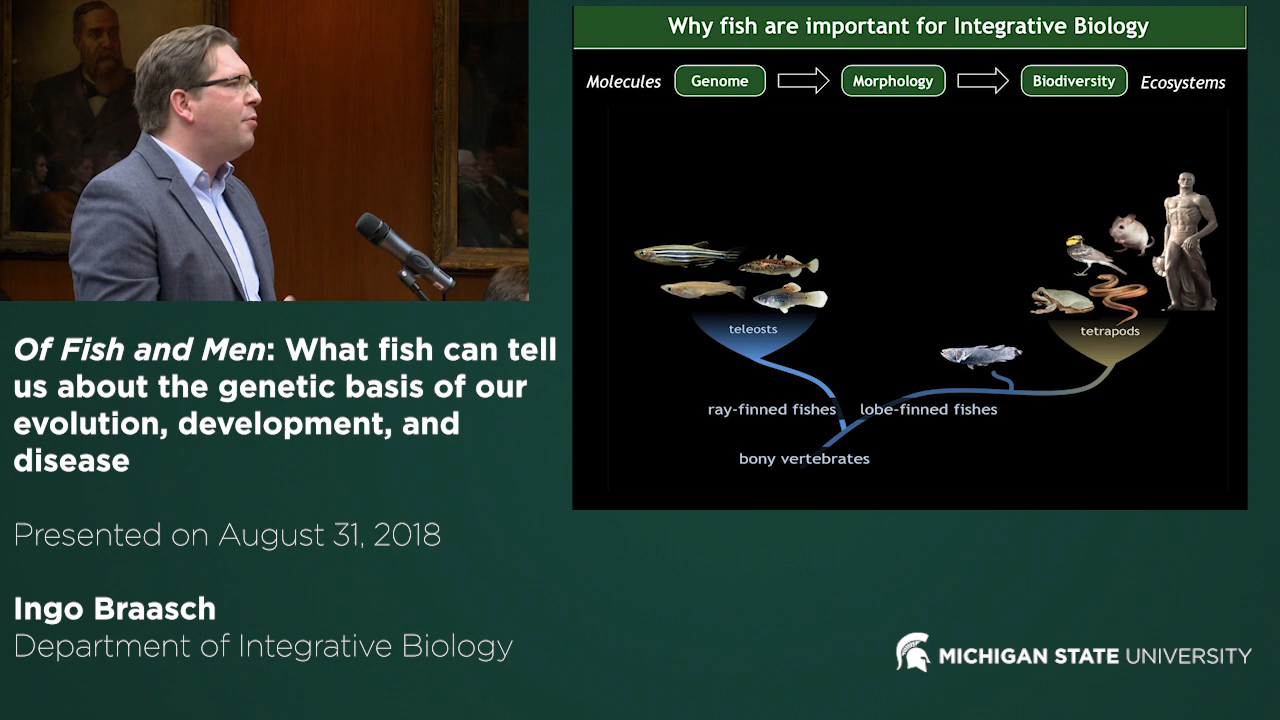 Why fish are important for Integrative Biology
Molecules Genome Morphology Biodiversity Ecosystems
teleosts
tetrapods
ray-finned fishes lobe-finned fishes
bony vertebrates
Of Fish and Men: What fish can tell
us about the genetic basis of our
evolution, development, and
disease
Presented on August 31, 2018
Ingo Braasch
Department of Integrative Biology
MICHIGAN STATE UNIVERSITY